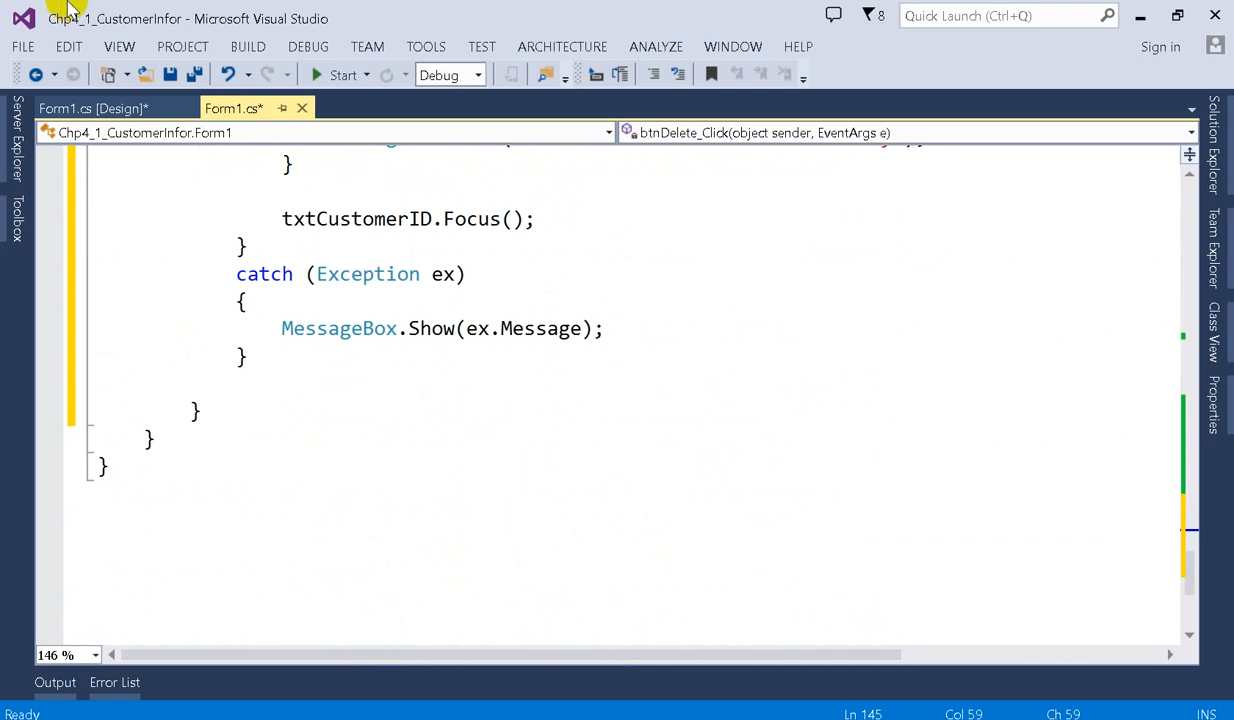 Chp4_1_CustomerInfor - Microsoft Visual Studio
8
Quick Launch (Ctrl+Q)
FILE EDIT VIEW PROJECT BUILD DEBUG TEAM TOOLS TEST ARCHITECTURE ANALYZE WINDOW HELP
Sign in
Start
Debug
Form1.cs [Design]*
Form1.cs*
Chp4_1_CustomerInfor.Form1
btnDelete_Click(object sender, EventArgs e)
}
txtCustomerID.Focus();
}
catch (Exception ex)
{
MessageBox.Show(ex.Message);
}
}
}
}
146 %
Output
Error List
Ready
Ln 145
Col 59
Ch 59
INS
Server Explorer
Toolbox
Solution Explorer
Team Explorer
Class View
Properties